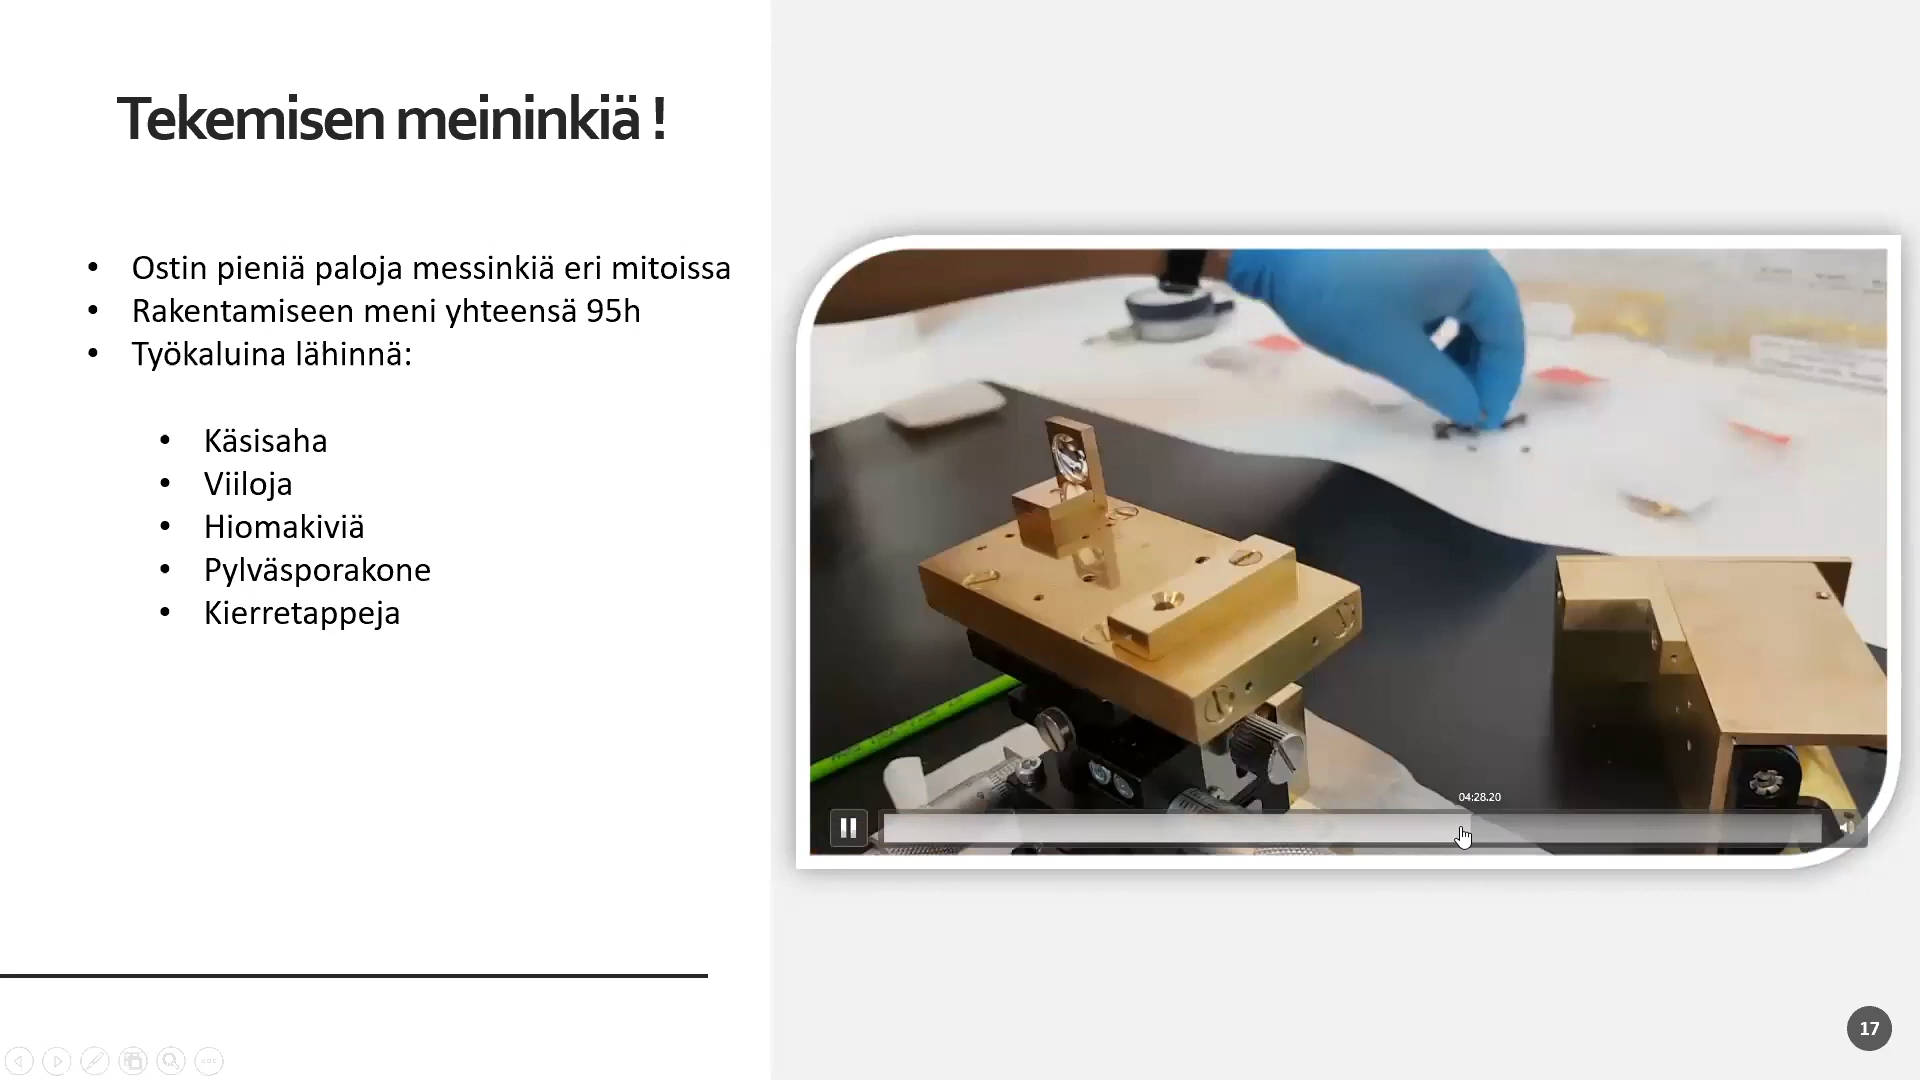 Tekemisen meininkiä !
• Ostin pieniä paloja messinkiä eri mitoissa
• Rakentamiseen meni yhteensä 95h
• Työkaluina lähinnä:
• Käsisaha
• Viiloja
• Hiomakiviä
• Pylväsporakone
• Kierretappeja
04:28.20
17